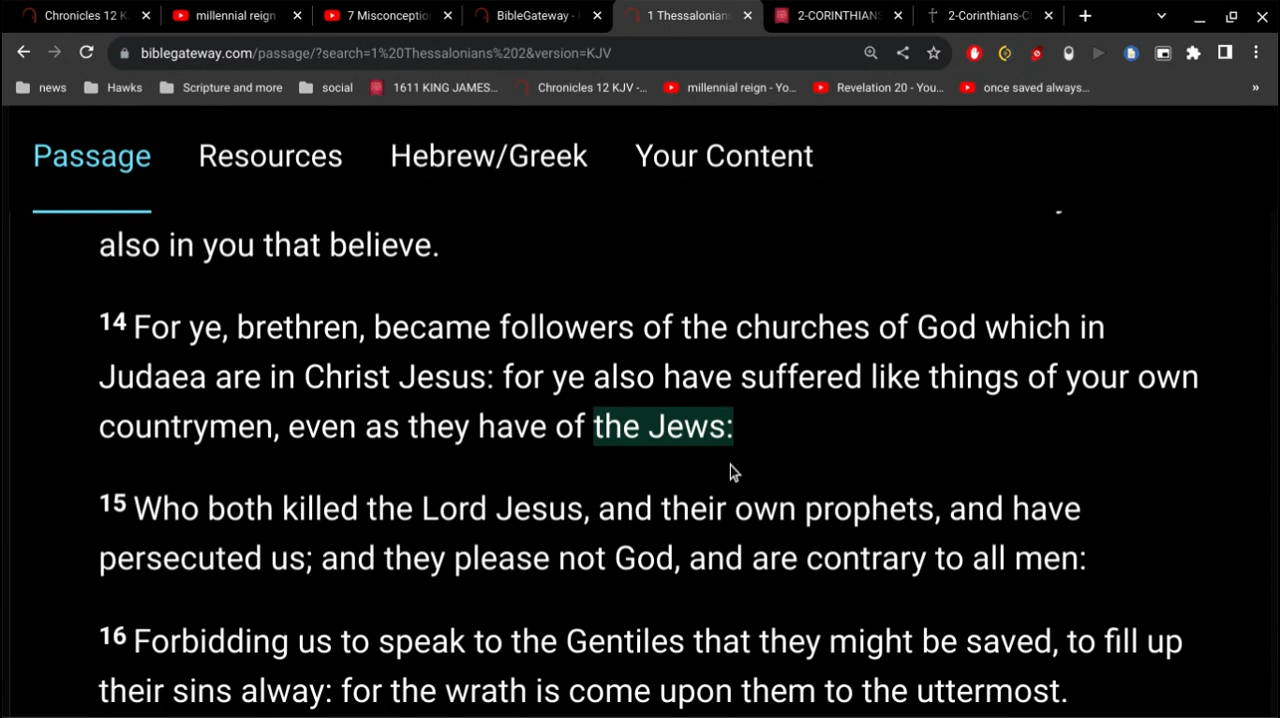 Chronicles 12 K
millennial reign
7 Misconceptio
BibleGateway -
1 Thessalonians
2-CORINTHIANS
2-Corinthians-C
biblegateway.com/passage/?search=1%20Thessalonians%202&version=KJV
news
Hawks
Scripture and more
social
1611 KING JAMES...
Chronicles 12 KJV -...
millennial reign - Yo...
Revelation 20 - You...
once saved always...
»
Passage
Resources
Hebrew/Greek
Your Content
also in you that believe.
14 For ye, brethren, became followers of the churches of God which in
Judaea are in Christ Jesus: for ye also have suffered like things of your own
countrymen, even as they have of the Jews:
15 Who both killed the Lord Jesus, and their own prophets, and have
persecuted us; and they please not God, and are contrary to all men:
16 Forbidding us to speak to the Gentiles that they might be saved, to fill up
their sins alway: for the wrath is come upon them to the uttermost.